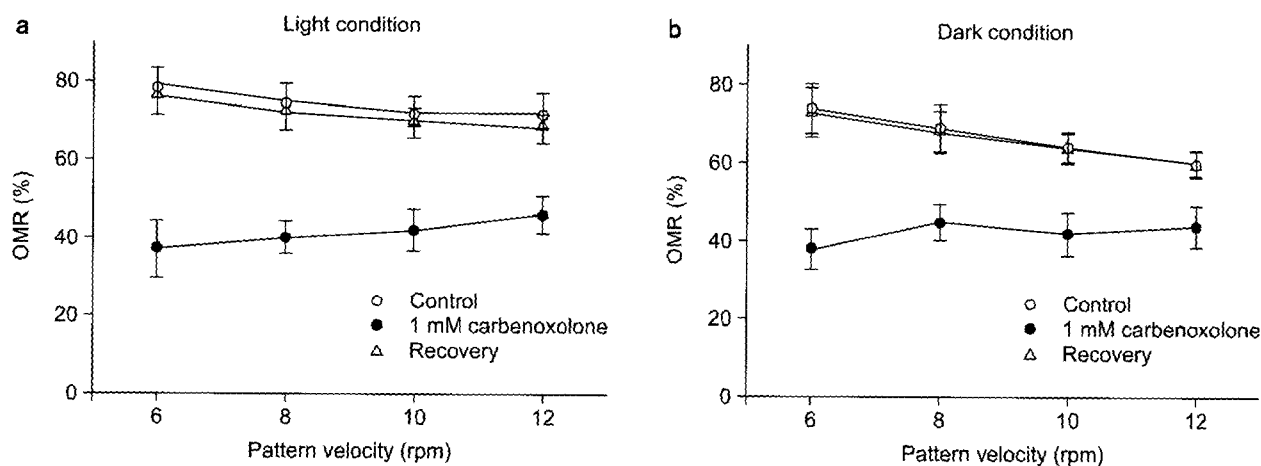 a
Light condition
OMR (%)
80
60
40
20
0
6 8 10 12
Pattern velocity (rpm)
Control
1 mM carbenoxolone
Recovery
b
Dark condition
OMR (%)
80
60
40
20
0
6 8 10 12
Pattern velocity (rpm)
Control
1 mM carbenoxolone
Recovery